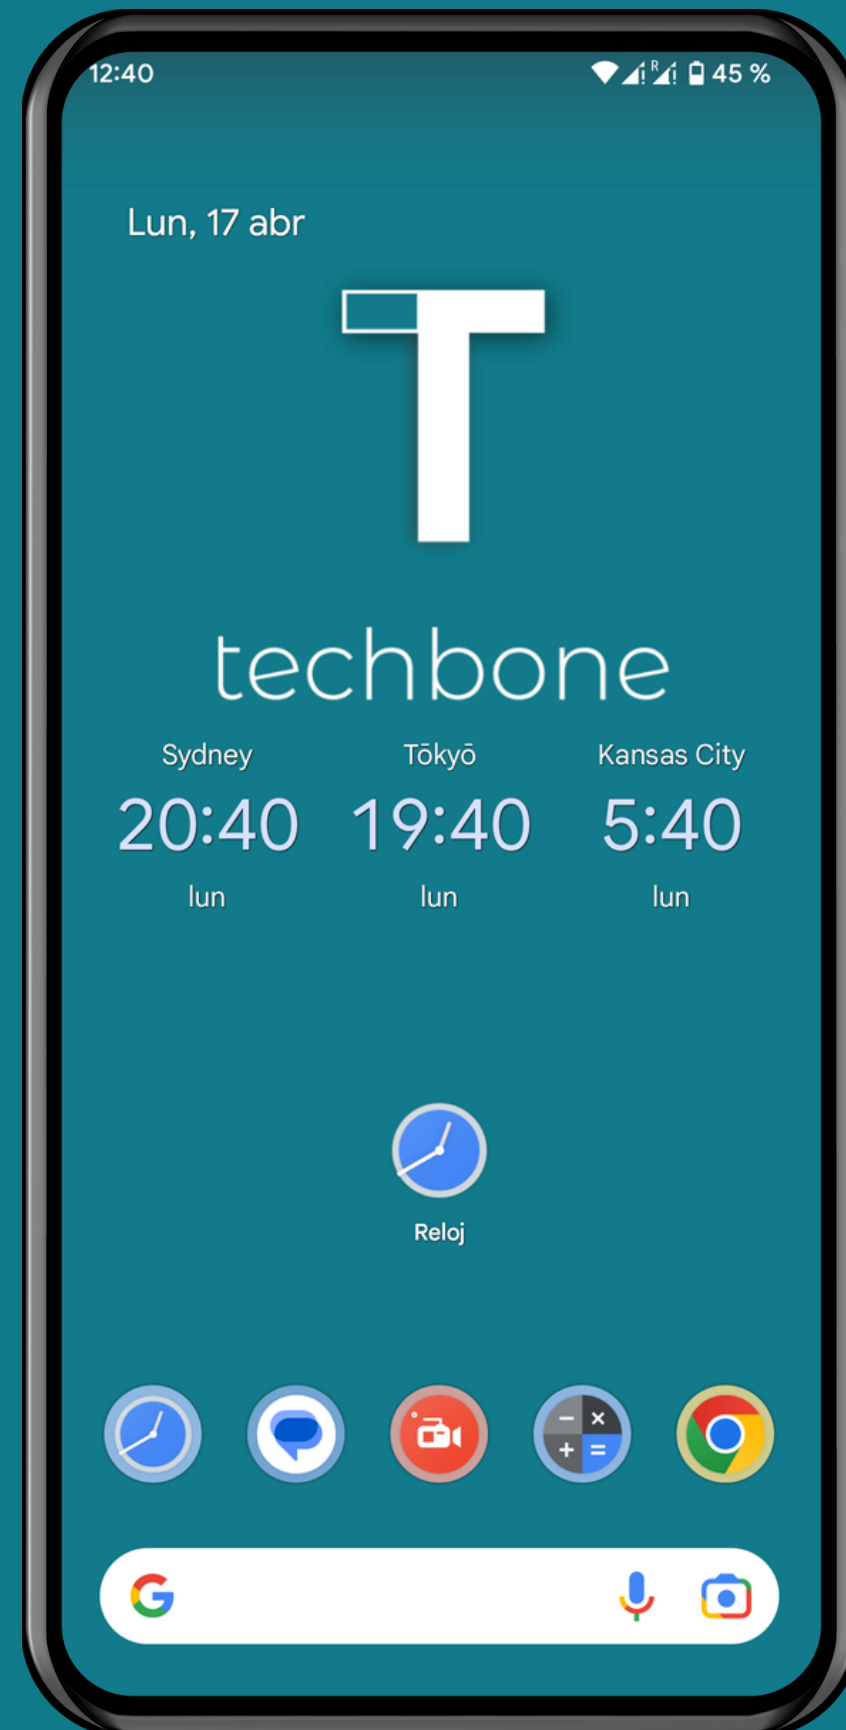 12:40 R 45 %
Lun, 17 abr
T
techbone
Sydney Tōkyō Kansas City
20:40 19:40 5:40
lun lun lun
Reloj